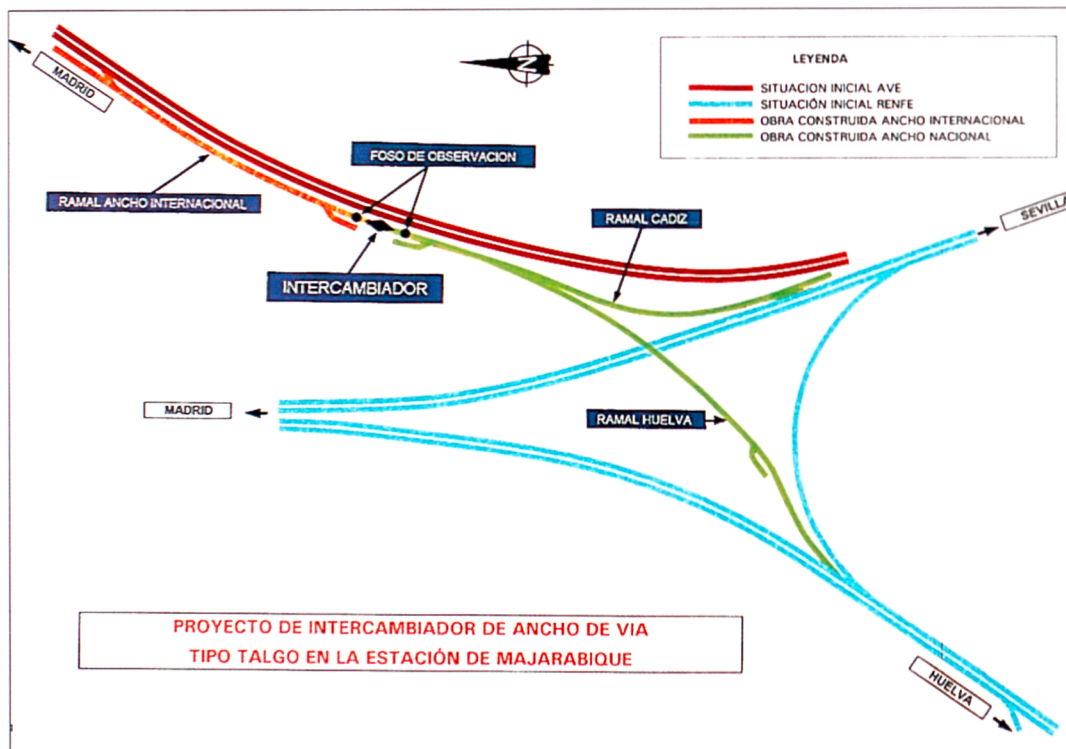 MADRID
N
LEYENDA
SITUACION INICIAL AVE
SITUACIÓN INICIAL RENFE
OBRA CONSTRUIDA ANCHO INTERNACIONAL
OBRA CONSTRUIDA ANCHO NACIONAL
FOSO DE OBSERVACION
RAMAL ANCHO INTERNACIONAL
RAMAL CADIZ
SEVILLA
INTERCAMBIADOR
MADRID
RAMAL HUELVA
PROYECTO DE INTERCAMBIADOR DE ANCHO DE VIA
TIPO TALGO EN LA ESTACIÓN DE MAJARABIQUE
HUELVA